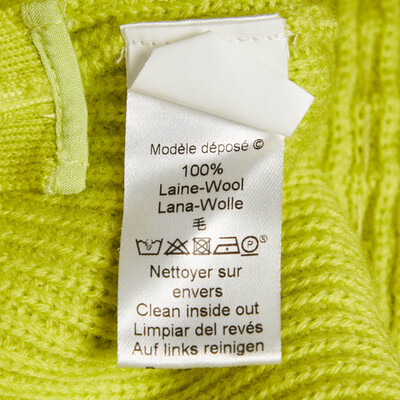 Modèle déposé ©
100%
Laine-Wool
Lana-Wolle
毛
Nettoyer sur
envers
Clean inside out
Limpiar del revés
Auf links reinigen